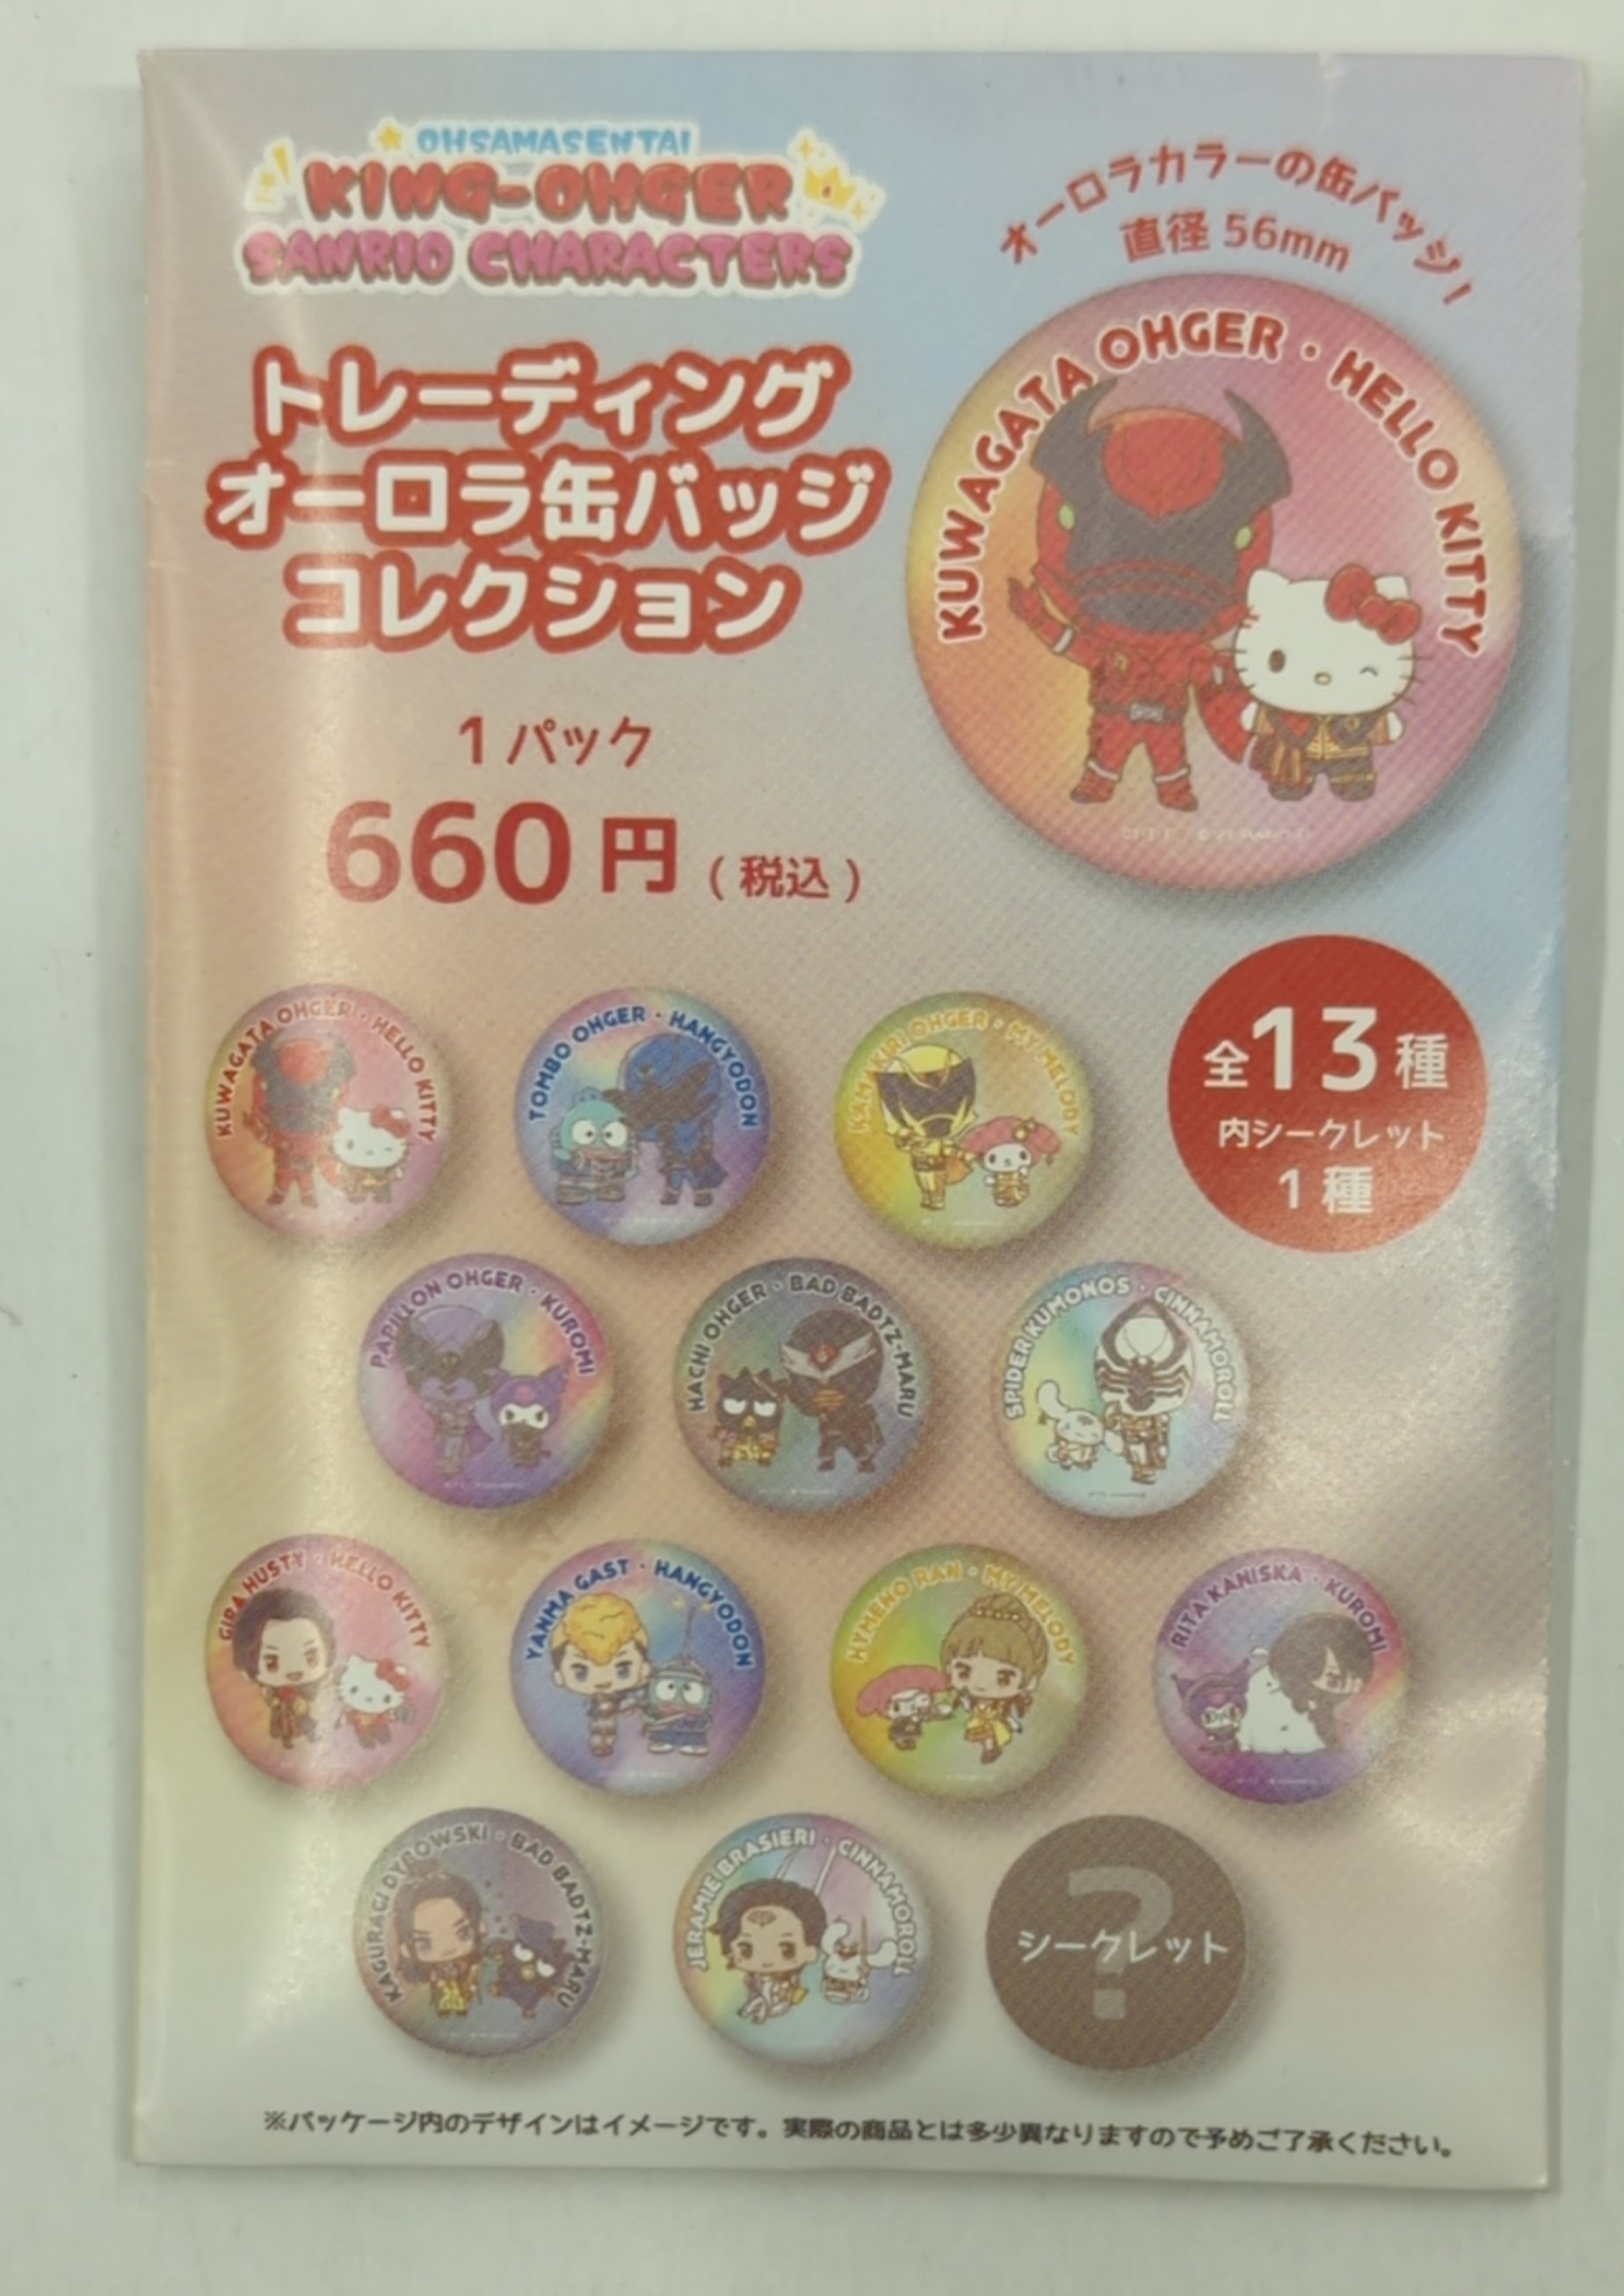 OHSAMASENTAI
KING-OHGER
SANRIO CHARACTERS
オーロラカラーの缶バッジ!
直径 56mm
トレーディング
オーロラ缶バッジ
コレクション
1 パック
660 円 (税込)
KUWAGATA OHGER・HELLO KITTY
全13種
内シークレット
1 種
KUWAGATA OHGER・HELLO KITTY
TOMBO OHGER・HANGYODON
KAMAKIRI OHGER・MY MELODY
PAPILLON OHGER・KUROMI
HACHI OHGER・BAD BADTZ-MARU
SPIDER KUMONOS・CINNAMOROLL
GIRA HUSTY・HELLO KITTY
YANMA GAST・HANGYODON
HYMENO RAN・MY MELODY
RITA KANISKA・KUROMI
KAGURAGI DYBOWSKI・BAD BADTZ-MARU
JERAMIE BRASIERI・CINNAMOROLL
?
シークレット
※パッケージ内のデザインはイメージです。実際の商品とは多少異なりますので予めご了承ください。